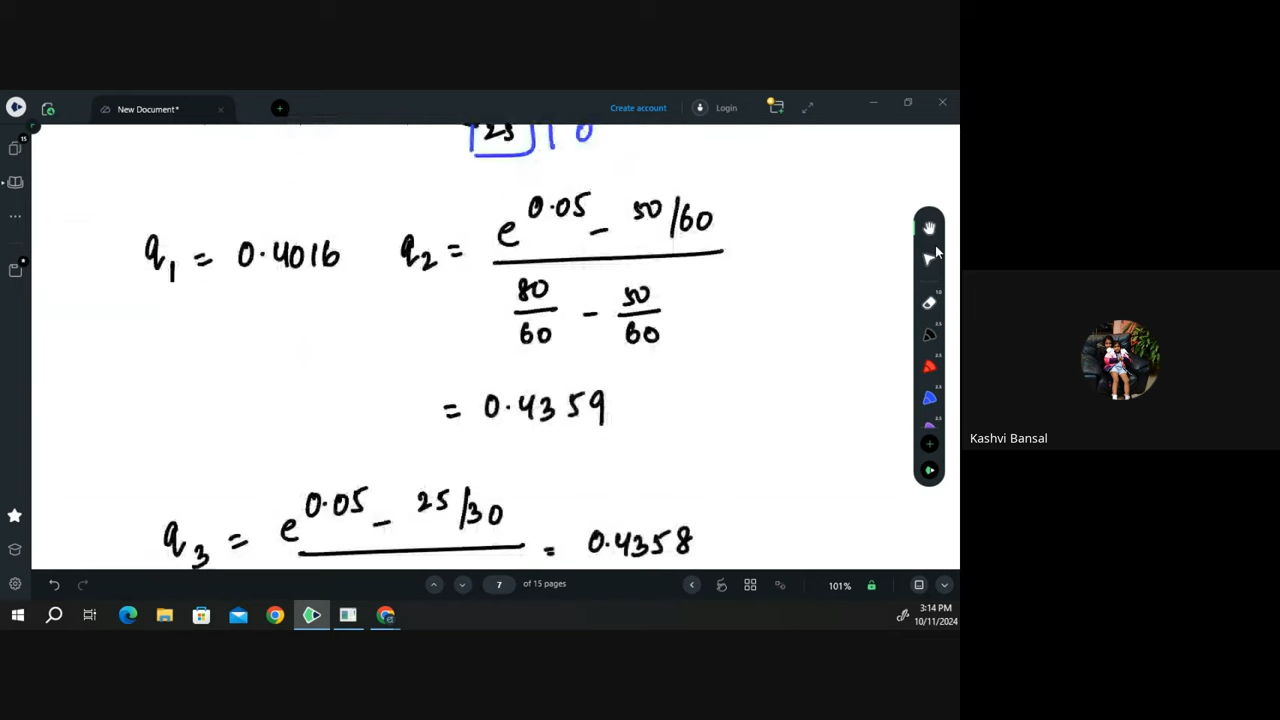 New Document*
Create account
Login
25 | 0
q1 = 0.4016 q2 = e^0.05 - 50/60
80/60 - 50/60
= 0.4359
q3 = e^0.05 - 25/30 = 0.4358
Kashvi Bansal
7 of 15 pages
101%
3:14 PM
10/11/2024